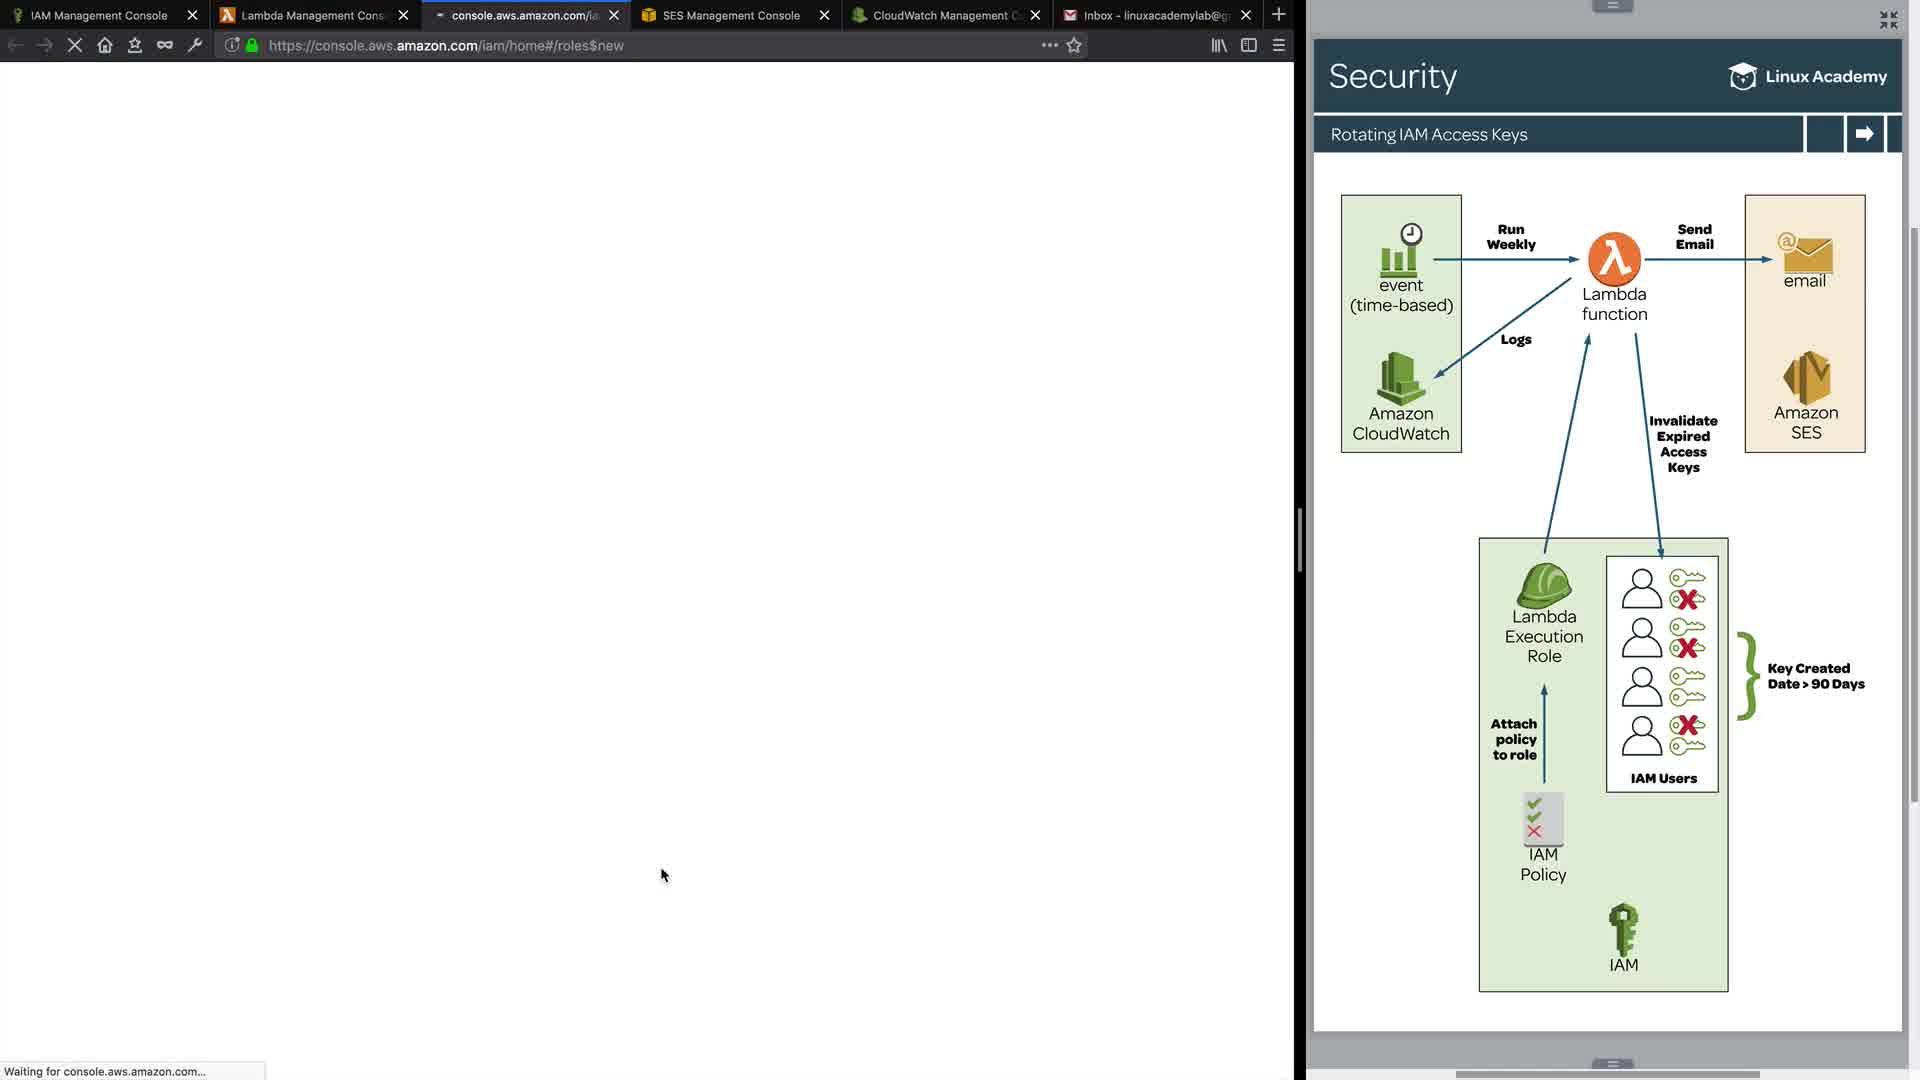 IAM Management Console
Lambda Management Cons
console.aws.amazon.com/ia
SES Management Console
CloudWatch Management C
Inbox - linuxacademylab@g
https://console.aws.amazon.com/iam/home#/roles$new
Security
Linux Academy
Rotating IAM Access Keys
Run
Weekly
Send
Email
event
(time-based)
Lambda
function
email
Logs
Amazon
CloudWatch
Amazon
SES
Invalidate
Expired
Access
Keys
Lambda
Execution
Role
Key Created
Date > 90 Days
Attach
policy
to role
IAM Users
IAM
Policy
IAM
Waiting for console.aws.amazon.com...